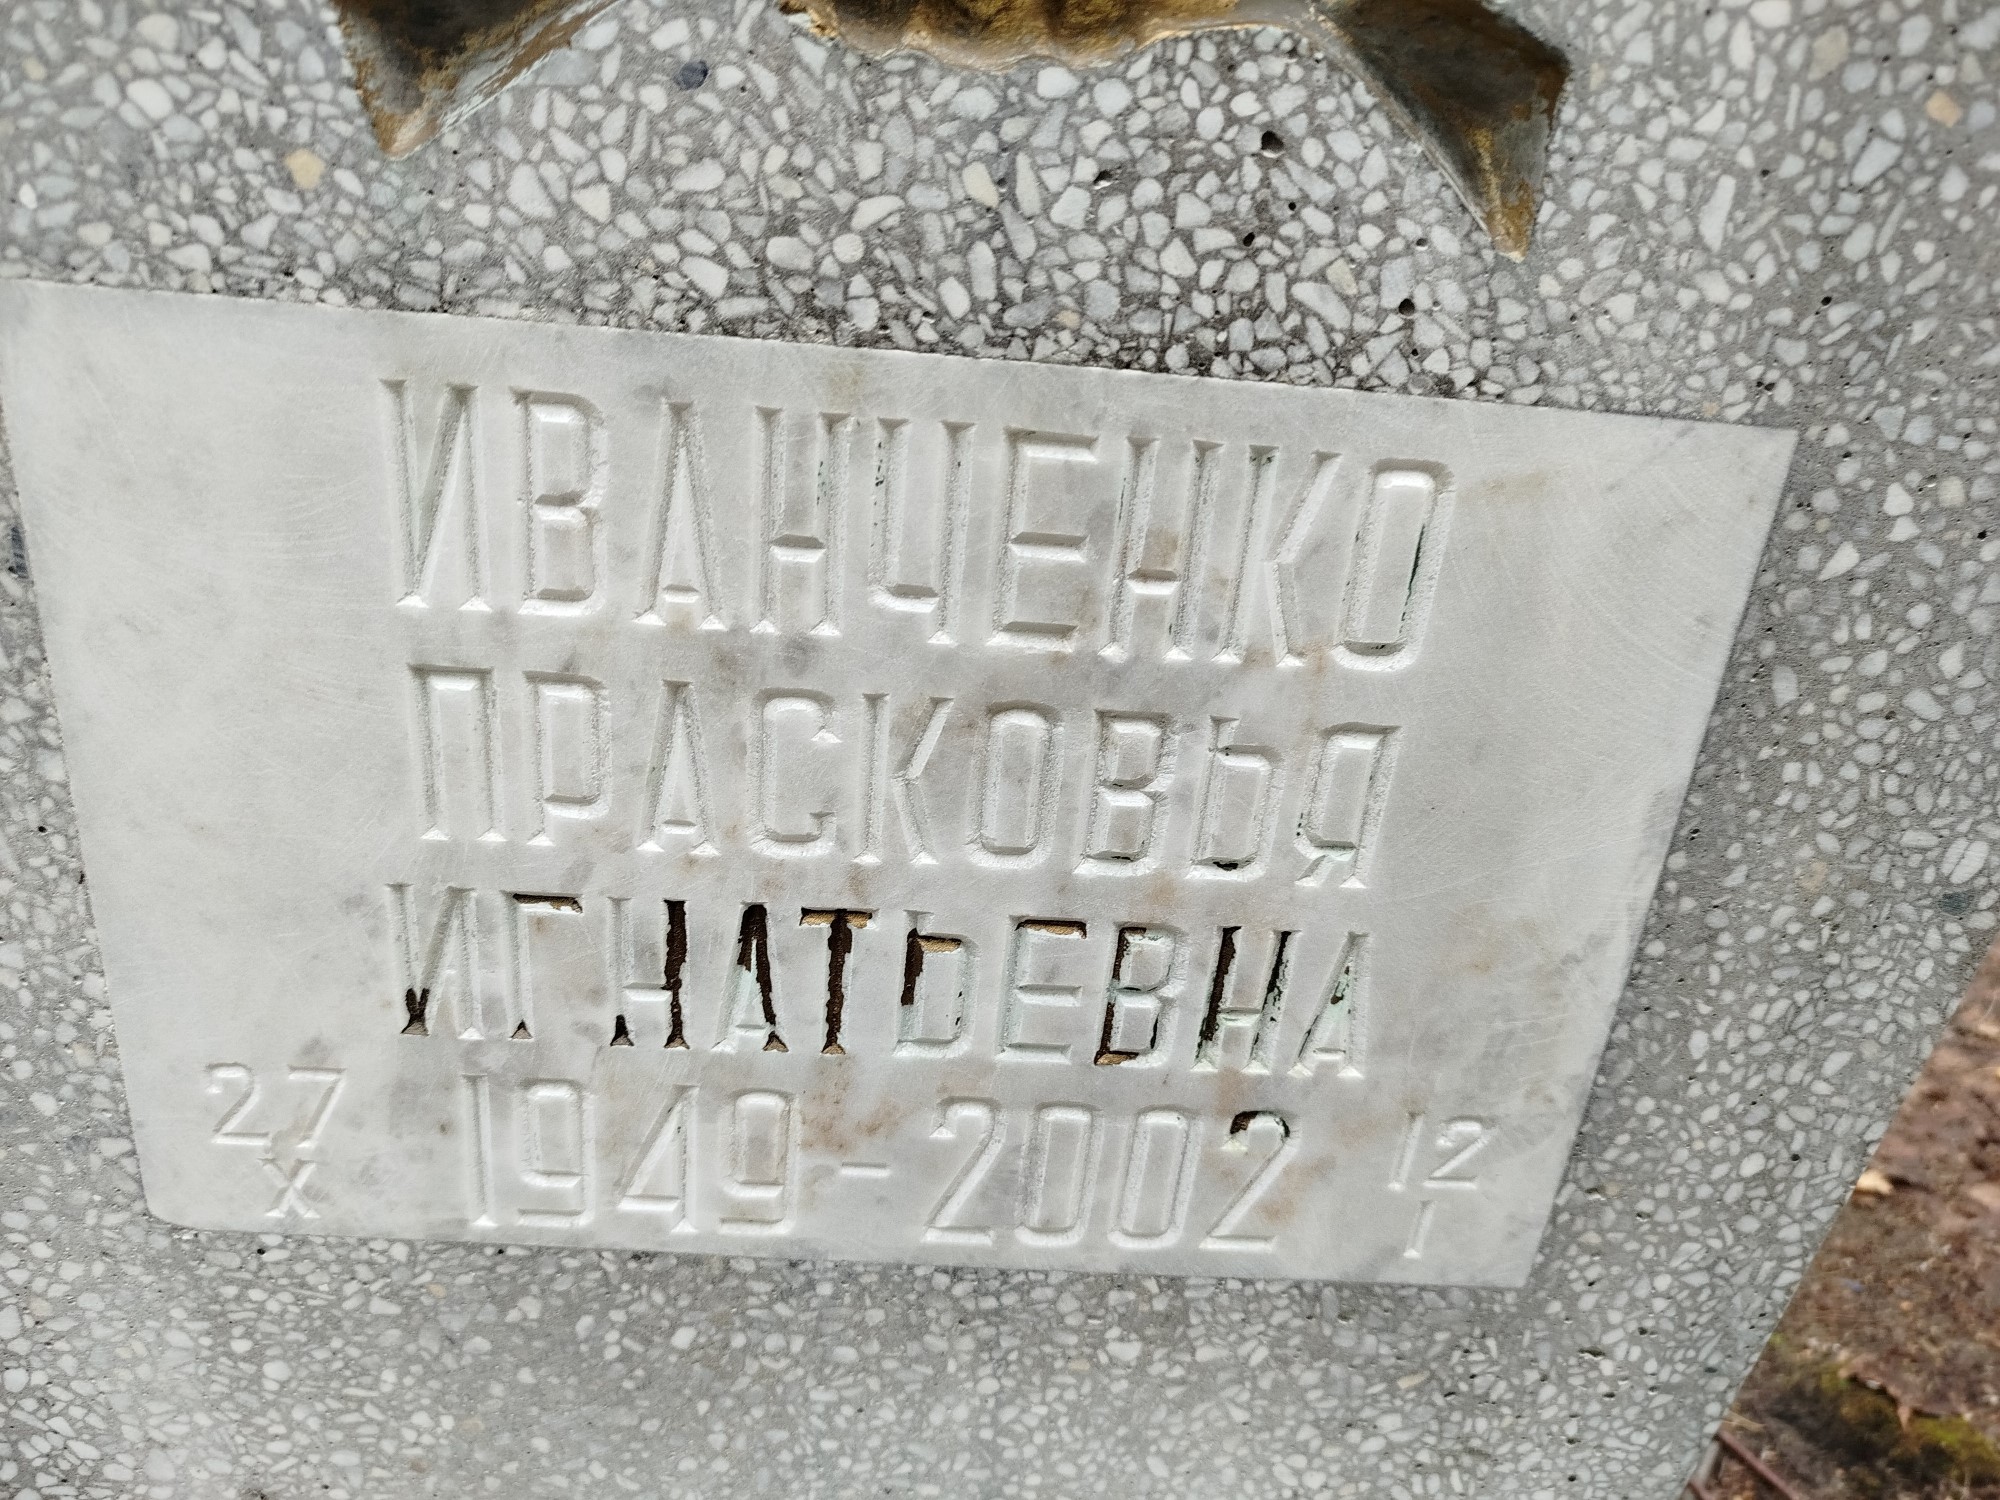 ИВАНЧЕНКО
ПРАСКОВЬЯ
ИГНАТЬЕВНА
27 X 1949-2002 12 I